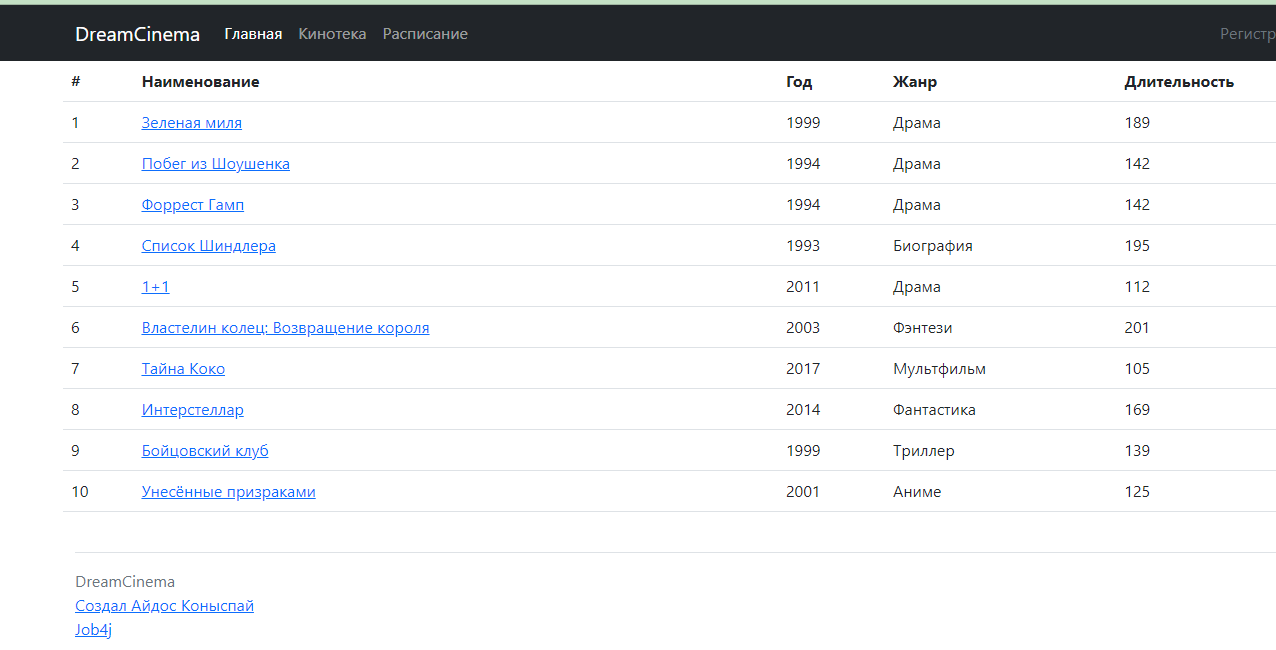 DreamCinema Главная Кинотека Расписание Регистр
# Наименование Год Жанр Длительность
1 Зеленая миля 1999 Драма 189
2 Побег из Шоушенка 1994 Драма 142
3 Форрест Гамп 1994 Драма 142
4 Список Шиндлера 1993 Биография 195
5 1+1 2011 Драма 112
6 Властелин колец: Возвращение короля 2003 Фэнтези 201
7 Тайна Коко 2017 Мультфильм 105
8 Интерстеллар 2014 Фантастика 169
9 Бойцовский клуб 1999 Триллер 139
10 Унесённые призраками 2001 Аниме 125
DreamCinema
Создал Айдос Коныспай
Job4j